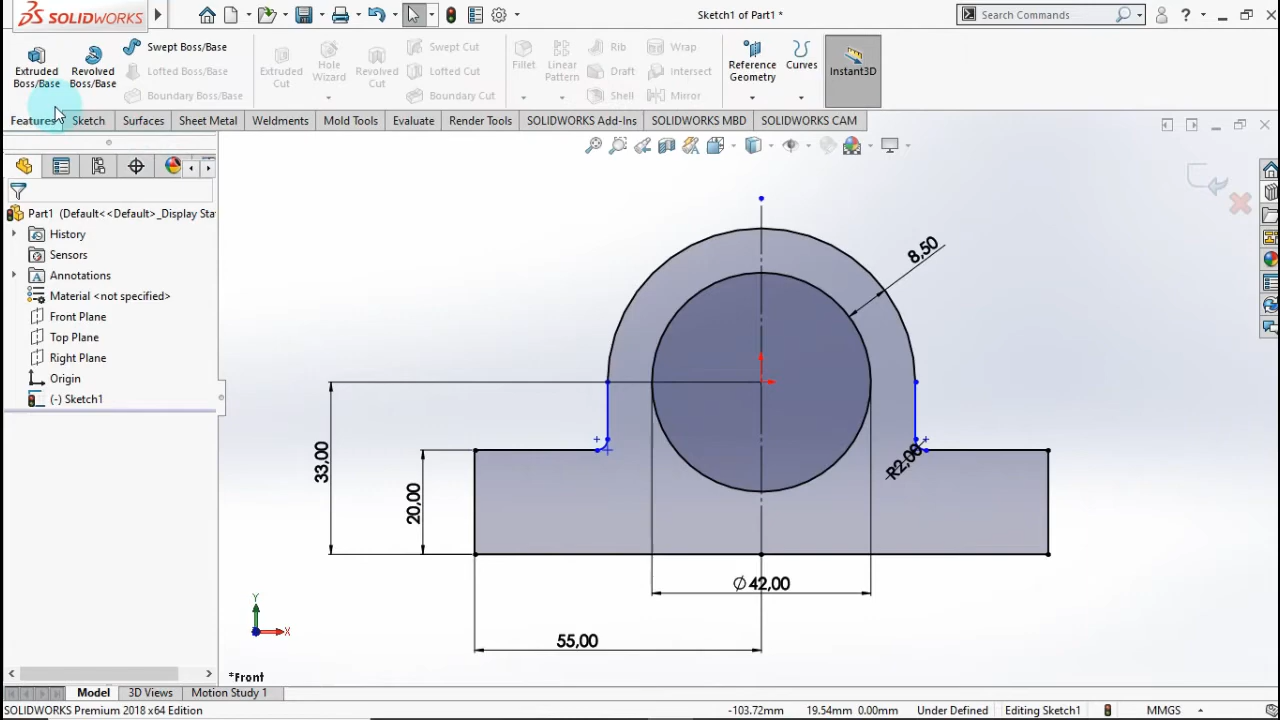 SOLIDWORKS
Sketch1 of Part1 *
Search Commands
?
Extruded
Boss/Base
Revolved
Boss/Base
Swept Boss/Base
Lofted Boss/Base
Boundary Boss/Base
Extruded
Cut
Hole
Wizard
Revolved
Cut
Swept Cut
Lofted Cut
Boundary Cut
Fillet
Linear
Pattern
Rib
Draft
Shell
Wrap
Intersect
Mirror
Reference
Geometry
Curves
Instant3D
Features
Sketch
Surfaces
Sheet Metal
Weldments
Mold Tools
Evaluate
Render Tools
SOLIDWORKS Add-Ins
SOLIDWORKS MBD
SOLIDWORKS CAM
Part1 (Default<<Default>_Display Sta
History
Sensors
Annotations
Material <not specified>
Front Plane
Top Plane
Right Plane
Origin
(-) Sketch1
8,50
33,00
20,00
R2,00
∅42,00
55,00
Y
X
*Front
Model
3D Views
Motion Study 1
SOLIDWORKS Premium 2018 x64 Edition
-103.72mm
19.54mm
0.00mm
Under Defined
Editing Sketch1
MMGS